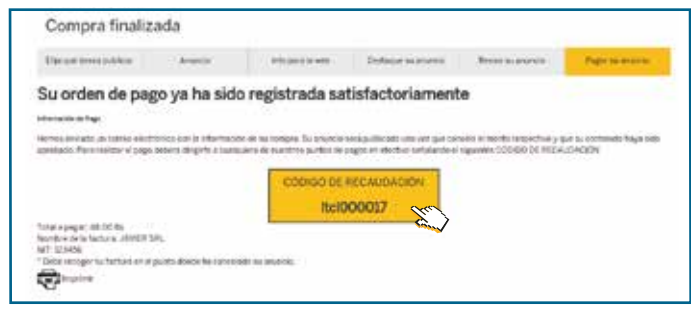 Compra finalizada
Elija qué desea publicar Anuncio Info para la web Destaque su anuncio Revise su anuncio Pague su anuncio
Su orden de pago ya ha sido registrada satisfactoriamente
Información de Pago
Hemos enviado un correo electrónico con la información de su compra. Su anuncio será publicado una vez que cancele el monto respectivo y que su contenido haya sido
aprobado. Para realizar el pago deberá dirigirse a cualquiera de nuestros puntos de pagos en efectivo señalando el siguiente CÓDIGO DE RECAUDACIÓN
CÓDIGO DE RECAUDACIÓN
ltcl000017
Total a pagar: 66.00 Bs
Nombre de la factura: JAVIER SRL
NIT: 123456
* Debe recoger su factura en el punto donde ha cancelado su anuncio.
Imprimir